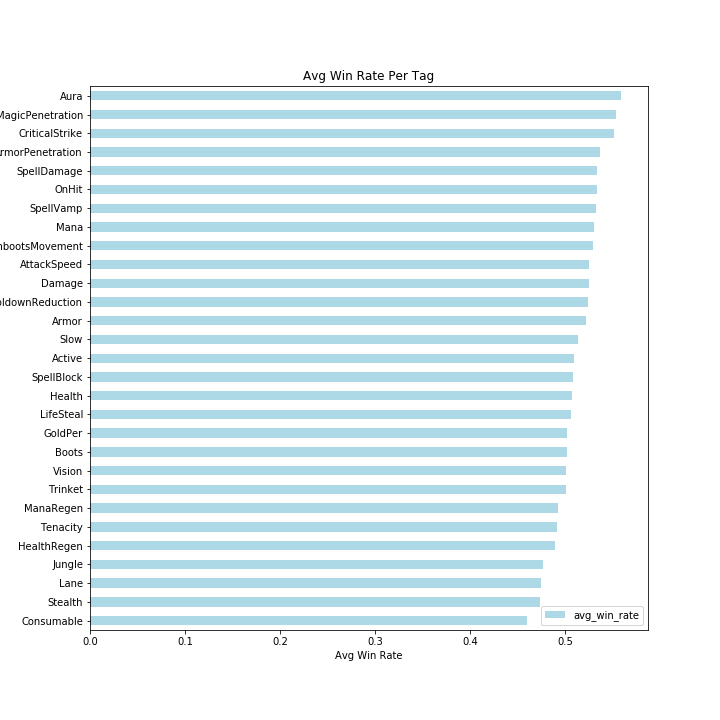 Avg Win Rate Per Tag
Aura
MagicPenetration
CriticalStrike
rmorPenetration
SpellDamage
OnHit
SpellVamp
Mana
nbootsMovement
AttackSpeed
Damage
oldownReduction
Armor
Slow
Active
SpellBlock
Health
LifeSteal
GoldPer
Boots
Vision
Trinket
ManaRegen
Tenacity
HealthRegen
Jungle
Lane
Stealth
Consumable
avg_win_rate
0.0 0.1 0.2 0.3 0.4 0.5
Avg Win Rate